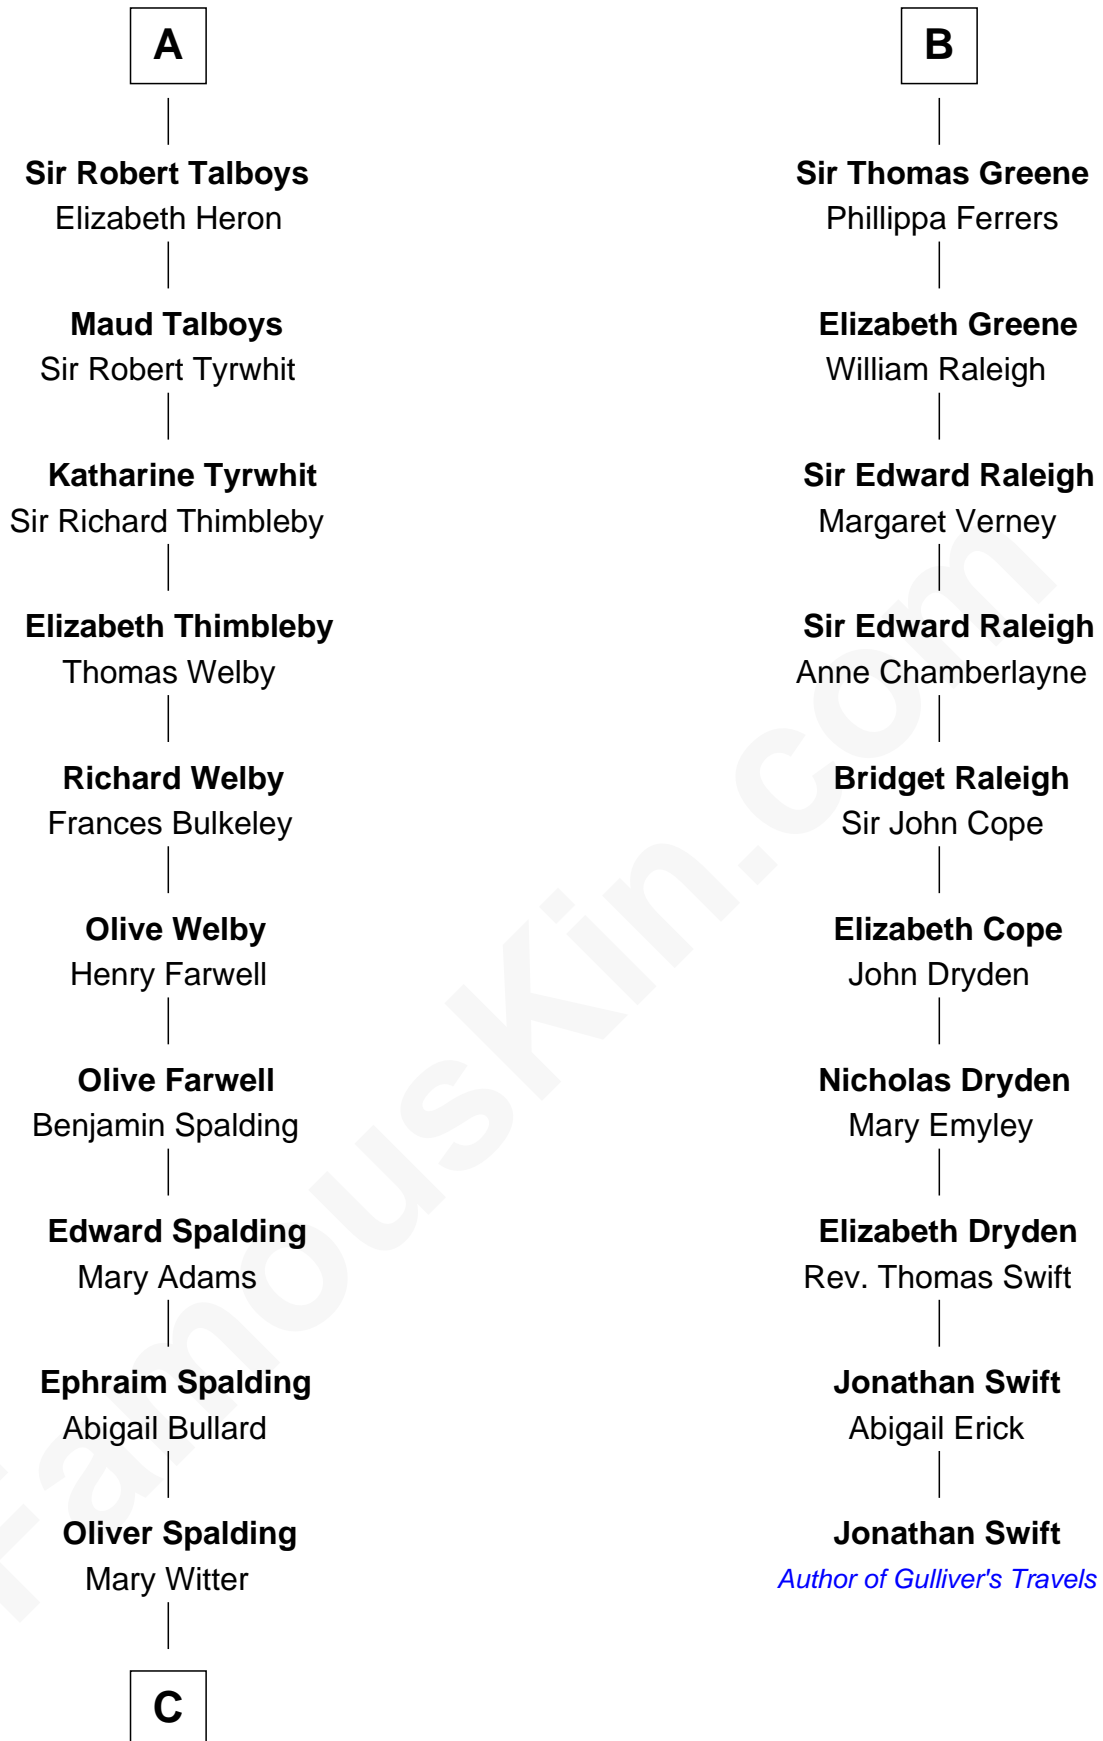 A
Sir Robert Talboys
Elizabeth Heron
Maud Talboys
Sir Robert Tyrwhit
Katharine Tyrwhit
Sir Richard Thimbleby
Elizabeth Thimbleby
Thomas Welby
Richard Welby
Frances Bulkeley
Olive Welby
Henry Farwell
Olive Farwell
Benjamin Spalding
Edward Spalding
Mary Adams
Ephraim Spalding
Abigail Bullard
Oliver Spalding
Mary Witter
C
B
Sir Thomas Greene
Phillippa Ferrers
Elizabeth Greene
William Raleigh
Sir Edward Raleigh
Margaret Verney
Sir Edward Raleigh
Anne Chamberlayne
Bridget Raleigh
Sir John Cope
Elizabeth Cope
John Dryden
Nicholas Dryden
Mary Emyley
Elizabeth Dryden
Rev. Thomas Swift
Jonathan Swift
Abigail Erick
Jonathan Swift
Author of Gulliver's Travels
FamousKin.com